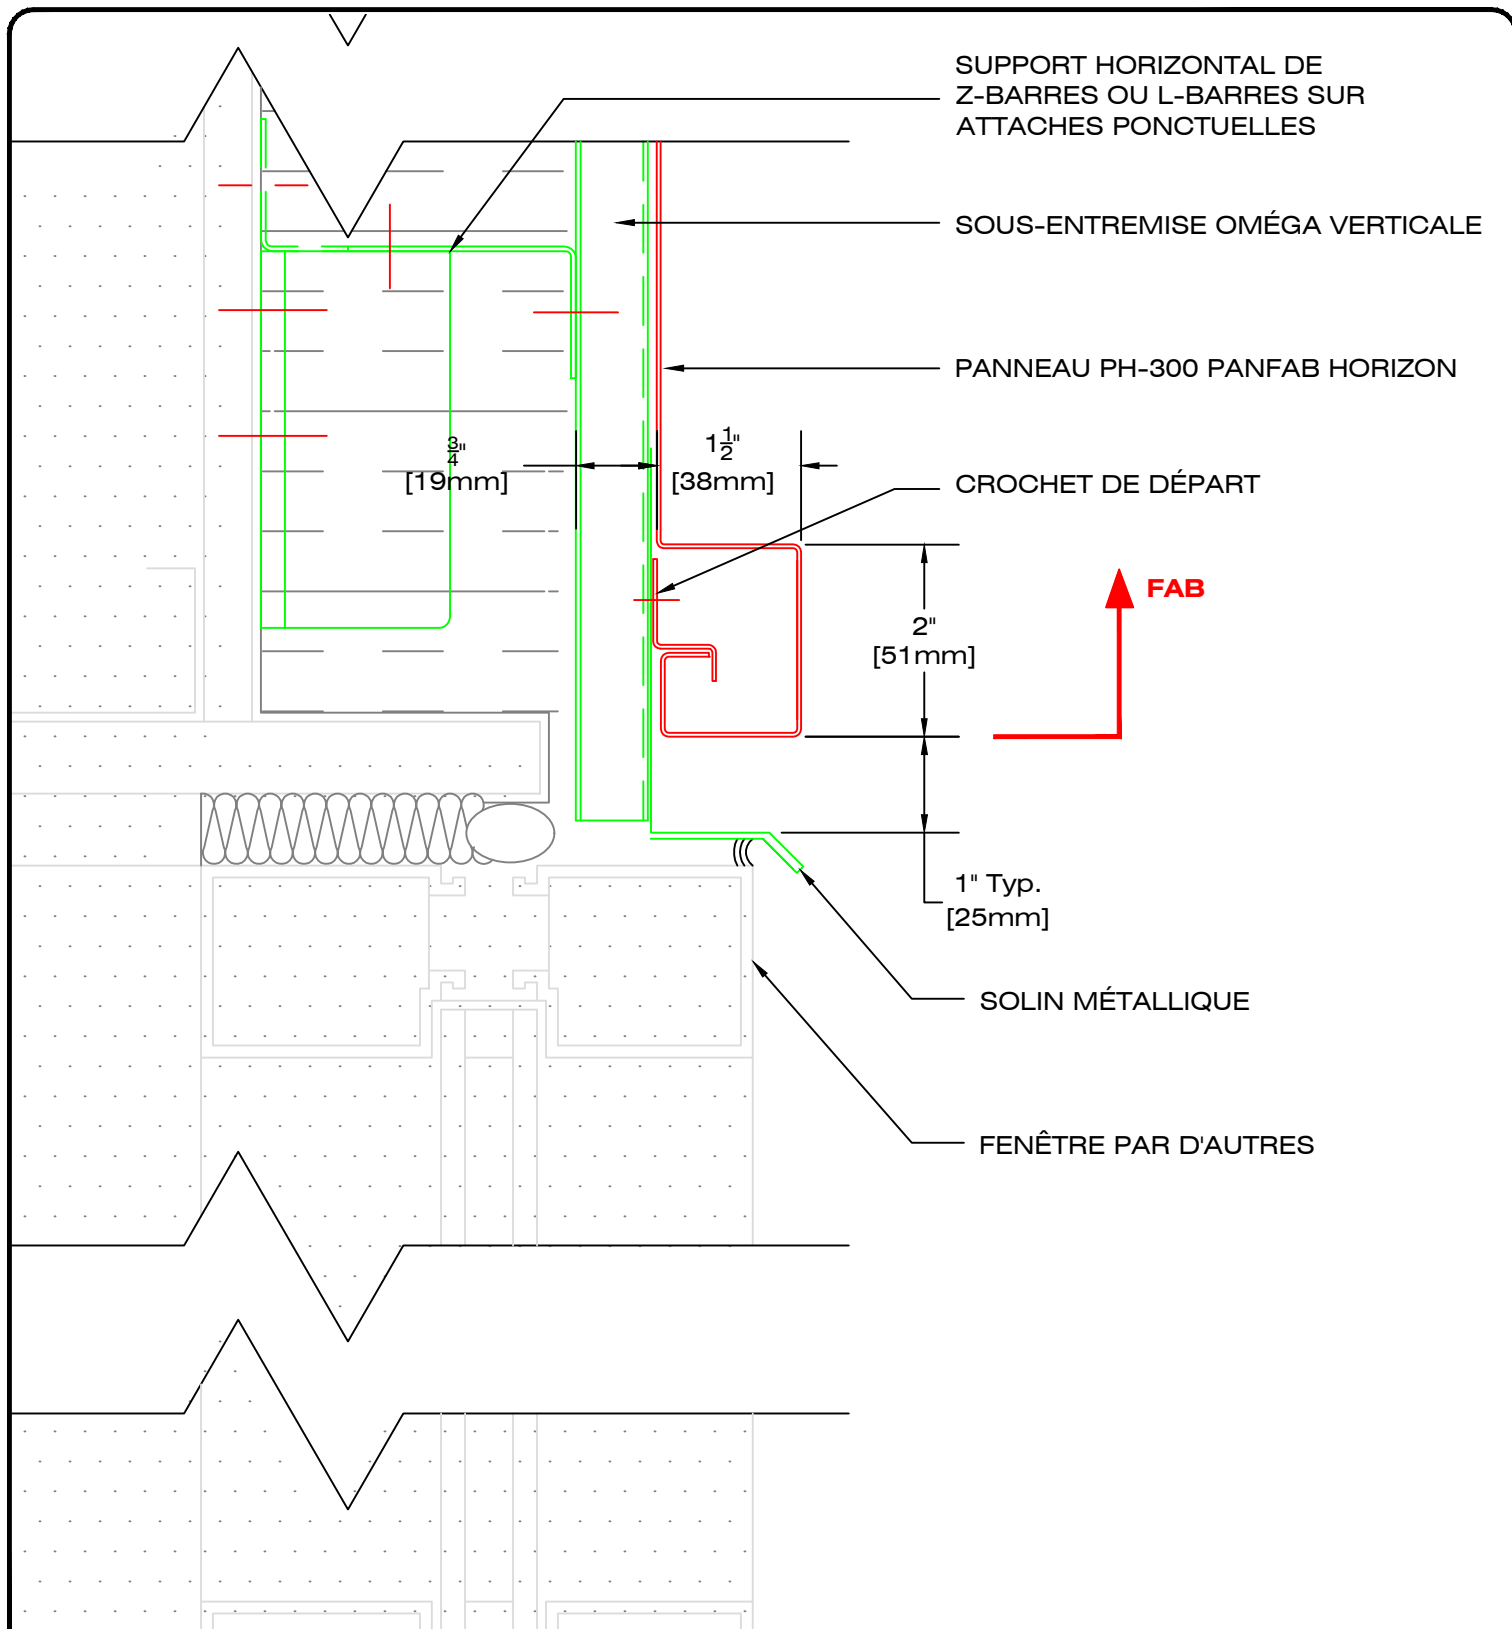 SUPPORT HORIZONTAL DE
Z-BARRES OU L-BARRES SUR
ATTACHES PONCTUELLES
SOUS-ENTREMISE OMÉGA VERTICALE
PANNEAU PH-300 PANFAB HORIZON
3/4"
[19mm]
1 1/2"
[38mm]
CROCHET DE DÉPART
FAB
2"
[51mm]
1" Typ.
[25mm]
SOLIN MÉTALLIQUE
FENÊTRE PAR D'AUTRES